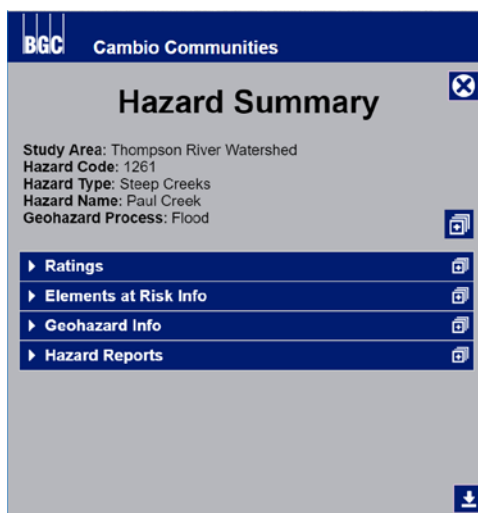 BGC Cambio Communities
Hazard Summary
Study Area: Thompson River Watershed
Hazard Code: 1261
Hazard Type: Steep Creeks
Hazard Name: Paul Creek
Geohazard Process: Flood
Ratings
Elements at Risk Info
Geohazard Info
Hazard Reports